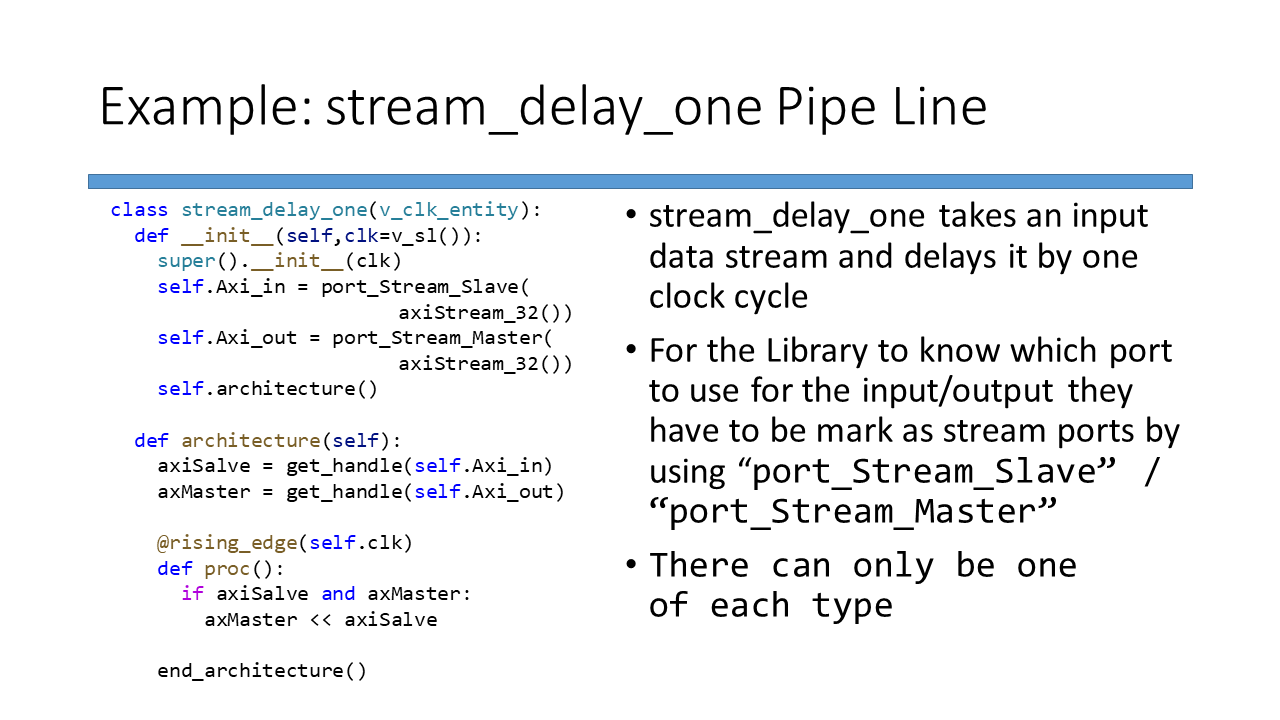 Example: stream_delay_one Pipe Line
class stream_delay_one(v_clk_entity):
  def __init__(self,clk=v_sl()):
    super().__init__(clk)
    self.Axi_in = port_Stream_Slave(
                         axiStream_32())
    self.Axi_out = port_Stream_Master(
                         axiStream_32())
    self.architecture()
  def architecture(self):
    axiSalve = get_handle(self.Axi_in)
    axMaster = get_handle(self.Axi_out)
    @rising_edge(self.clk)
    def proc():
      if axiSalve and axMaster:
        axMaster << axiSalve
    end_architecture()
• stream_delay_one takes an input
data stream and delays it by one
clock cycle
• For the Library to know which port
to use for the input/output they
have to be mark as stream ports by
using “port_Stream_Slave” /
“port_Stream_Master”
• There can only be one
of each type